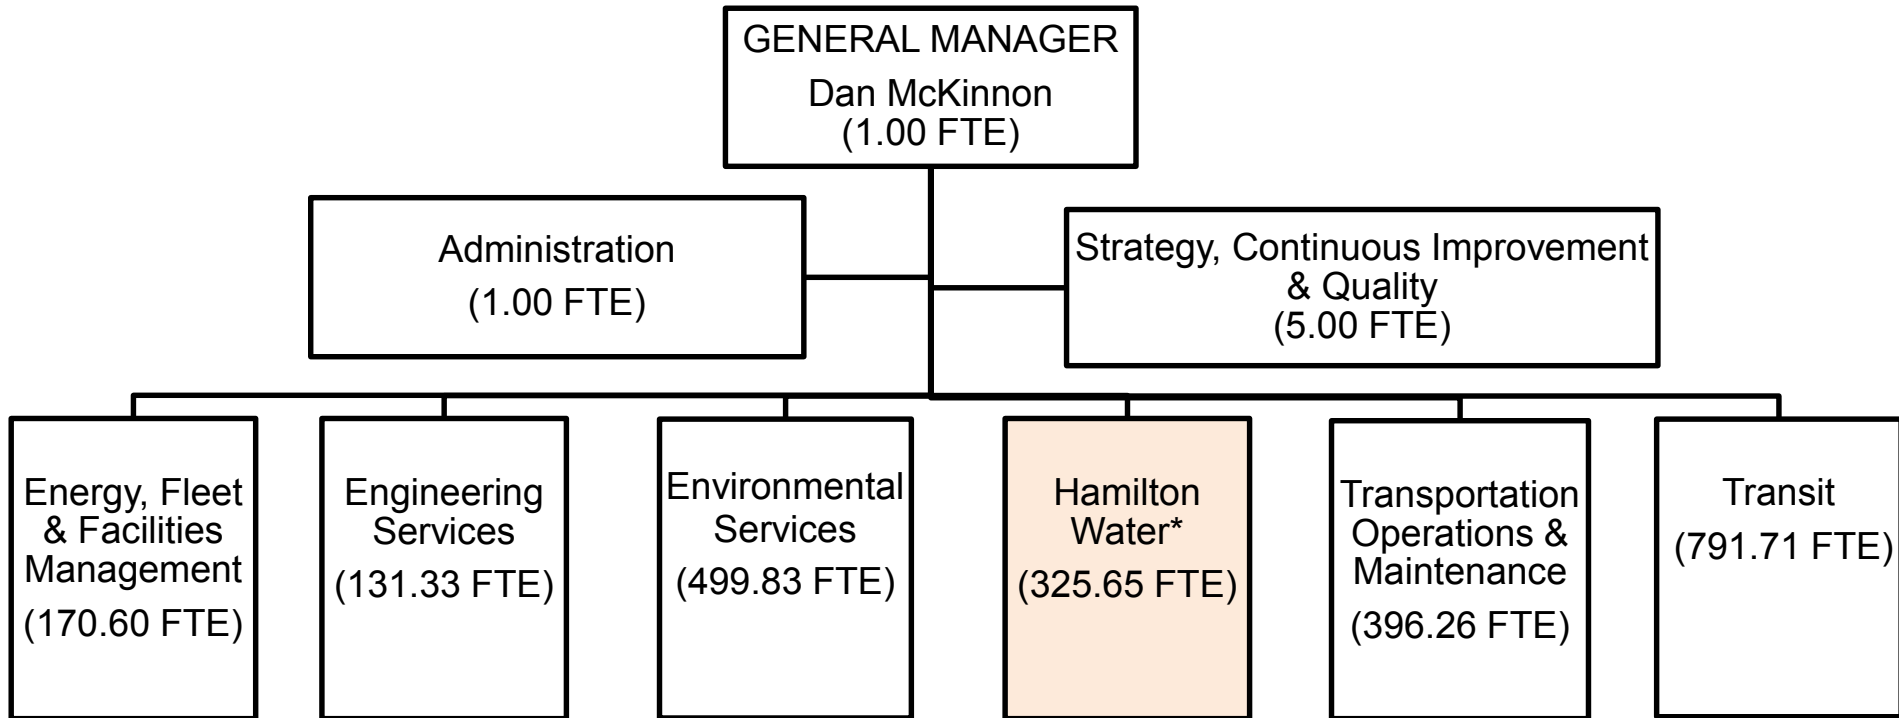 GENERAL MANAGER
Dan McKinnon
(1.00 FTE)
Administration
(1.00 FTE)
Strategy, Continuous Improvement
& Quality
(5.00 FTE)
Energy, Fleet
& Facilities
Management
(170.60 FTE)
Engineering
Services
(131.33 FTE)
Environmental
Services
(499.83 FTE)
Hamilton
Water*
(325.65 FTE)
Transportation
Operations &
Maintenance
(396.26 FTE)
Transit
(791.71 FTE)